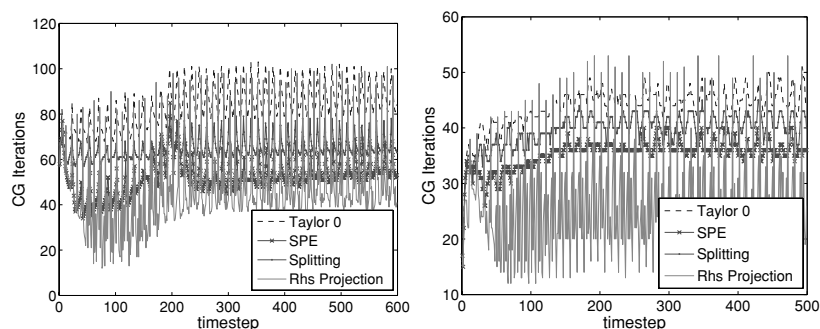 120
100
80
60
40
20
0
CG Iterations
0 100 200 300 400 500 600
timestep
Taylor 0
SPE
Splitting
Rhs Projection
60
50
40
30
20
10
CG Iterations
0 100 200 300 400 500
timestep
Taylor 0
SPE
Splitting
Rhs Projection